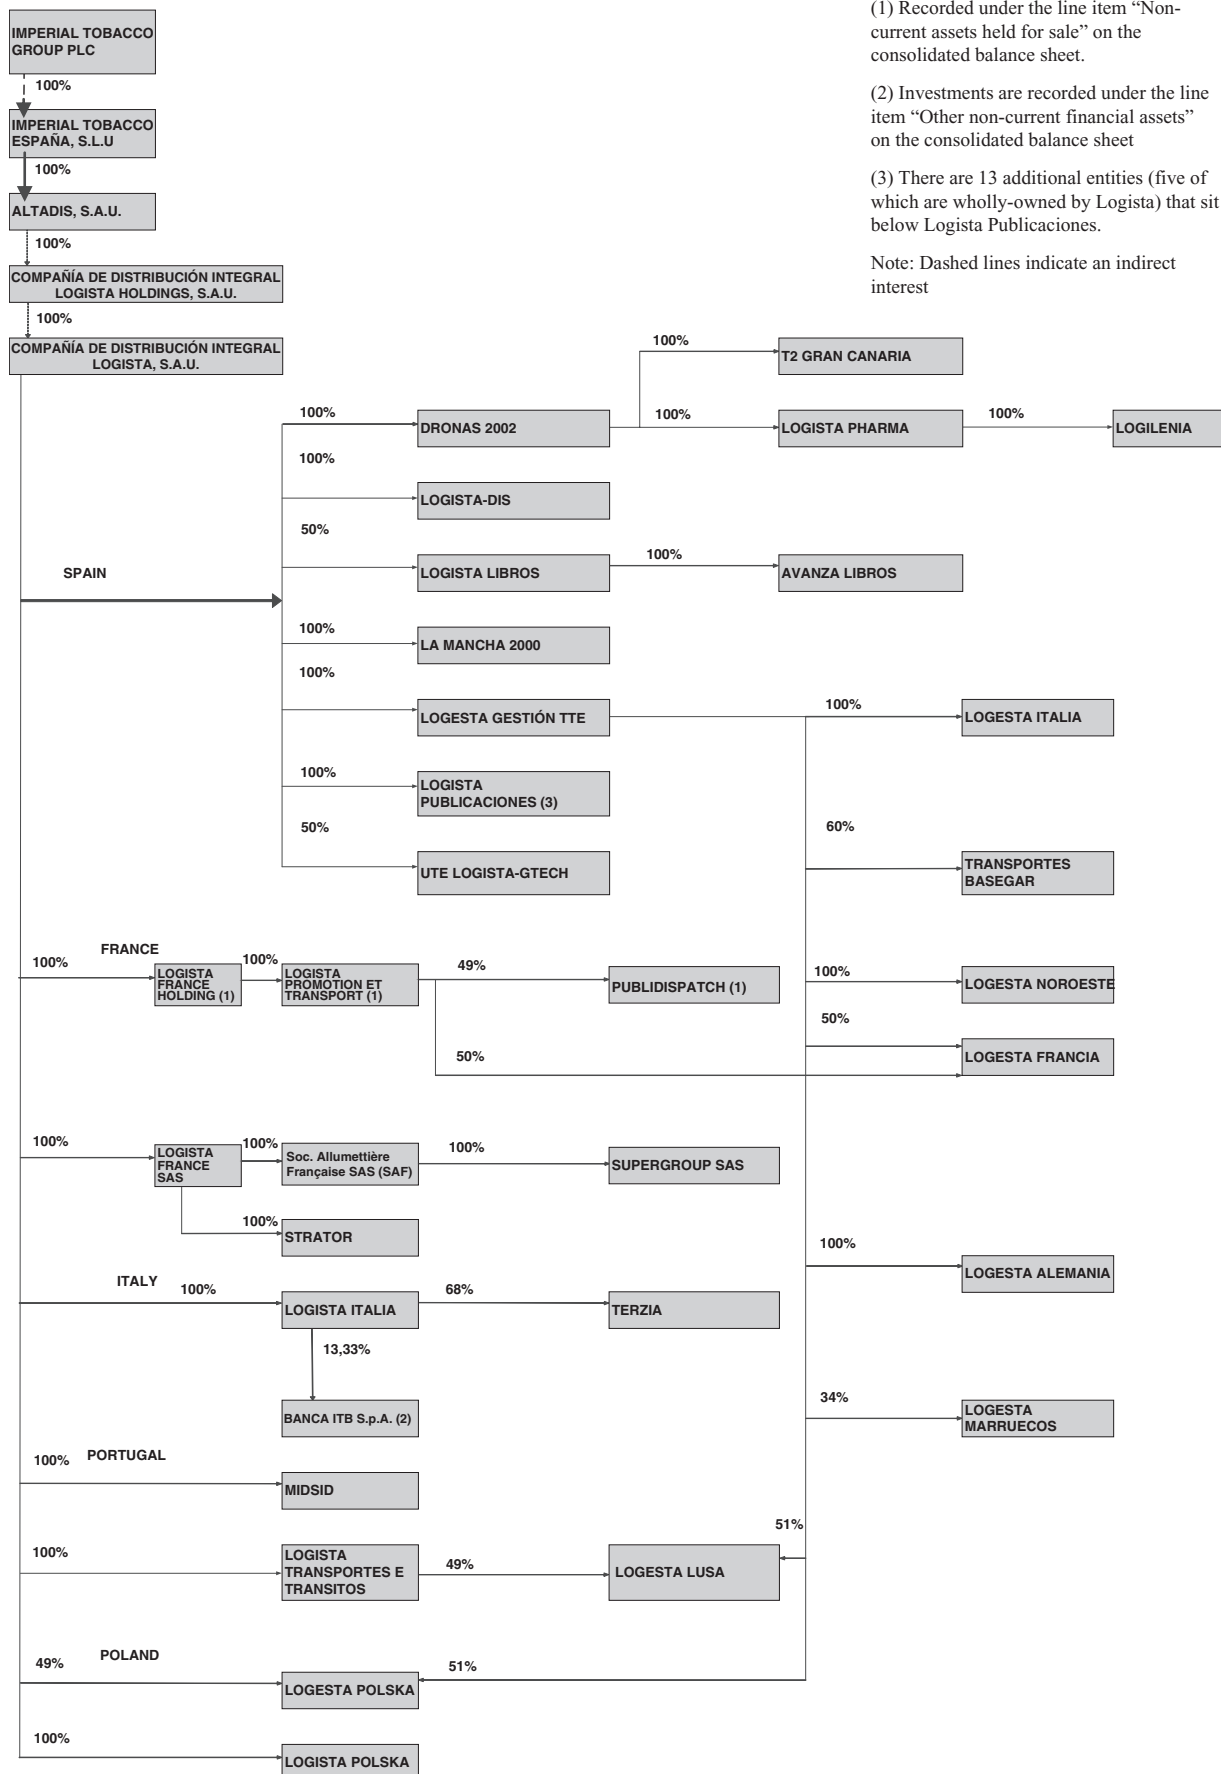 IMPERIAL TOBACCO
GROUP PLC
100%
IMPERIAL TOBACCO
ESPAÑA, S.L.U
100%
ALTADIS, S.A.U.
100%
COMPAÑÍA DE DISTRIBUCIÓN INTEGRAL
LOGISTA HOLDINGS, S.A.U.
100%
COMPAÑÍA DE DISTRIBUCIÓN INTEGRAL
LOGISTA, S.A.U.
(1) Recorded under the line item “Non-
current assets held for sale” on the
consolidated balance sheet.
(2) Investments are recorded under the line
item “Other non-current financial assets”
on the consolidated balance sheet
(3) There are 13 additional entities (five of
which are wholly-owned by Logista) that sit
below Logista Publicaciones.
Note: Dashed lines indicate an indirect
interest
SPAIN
100%
DRONAS 2002
100%
T2 GRAN CANARIA
100%
LOGISTA PHARMA
100%
LOGILENIA
100%
LOGISTA-DIS
50%
LOGISTA LIBROS
100%
AVANZA LIBROS
100%
LA MANCHA 2000
100%
LOGESTA GESTIÓN TTE
100%
LOGESTA ITALIA
100%
LOGISTA
PUBLICACIONES (3)
50%
UTE LOGISTA-GTECH
60%
TRANSPORTES
BASEGAR
FRANCE
100%
LOGISTA
FRANCE
HOLDING (1)
100%
LOGISTA
PROMOTION ET
TRANSPORT (1)
49%
PUBLIDISPATCH (1)
100%
LOGESTA NOROESTE
50%
50%
LOGESTA FRANCIA
100%
LOGISTA
FRANCE
SAS
100%
Soc. Allumettière
Française SAS (SAF)
100%
SUPERGROUP SAS
100%
STRATOR
100%
LOGESTA ALEMANIA
ITALY
100%
LOGISTA ITALIA
68%
TERZIA
13,33%
BANCA ITB S.p.A. (2)
34%
LOGESTA
MARRUECOS
PORTUGAL
100%
MIDSID
100%
LOGISTA
TRANSPORTES E
TRANSITOS
49%
LOGESTA LUSA
51%
POLAND
49%
LOGESTA POLSKA
51%
100%
LOGISTA POLSKA